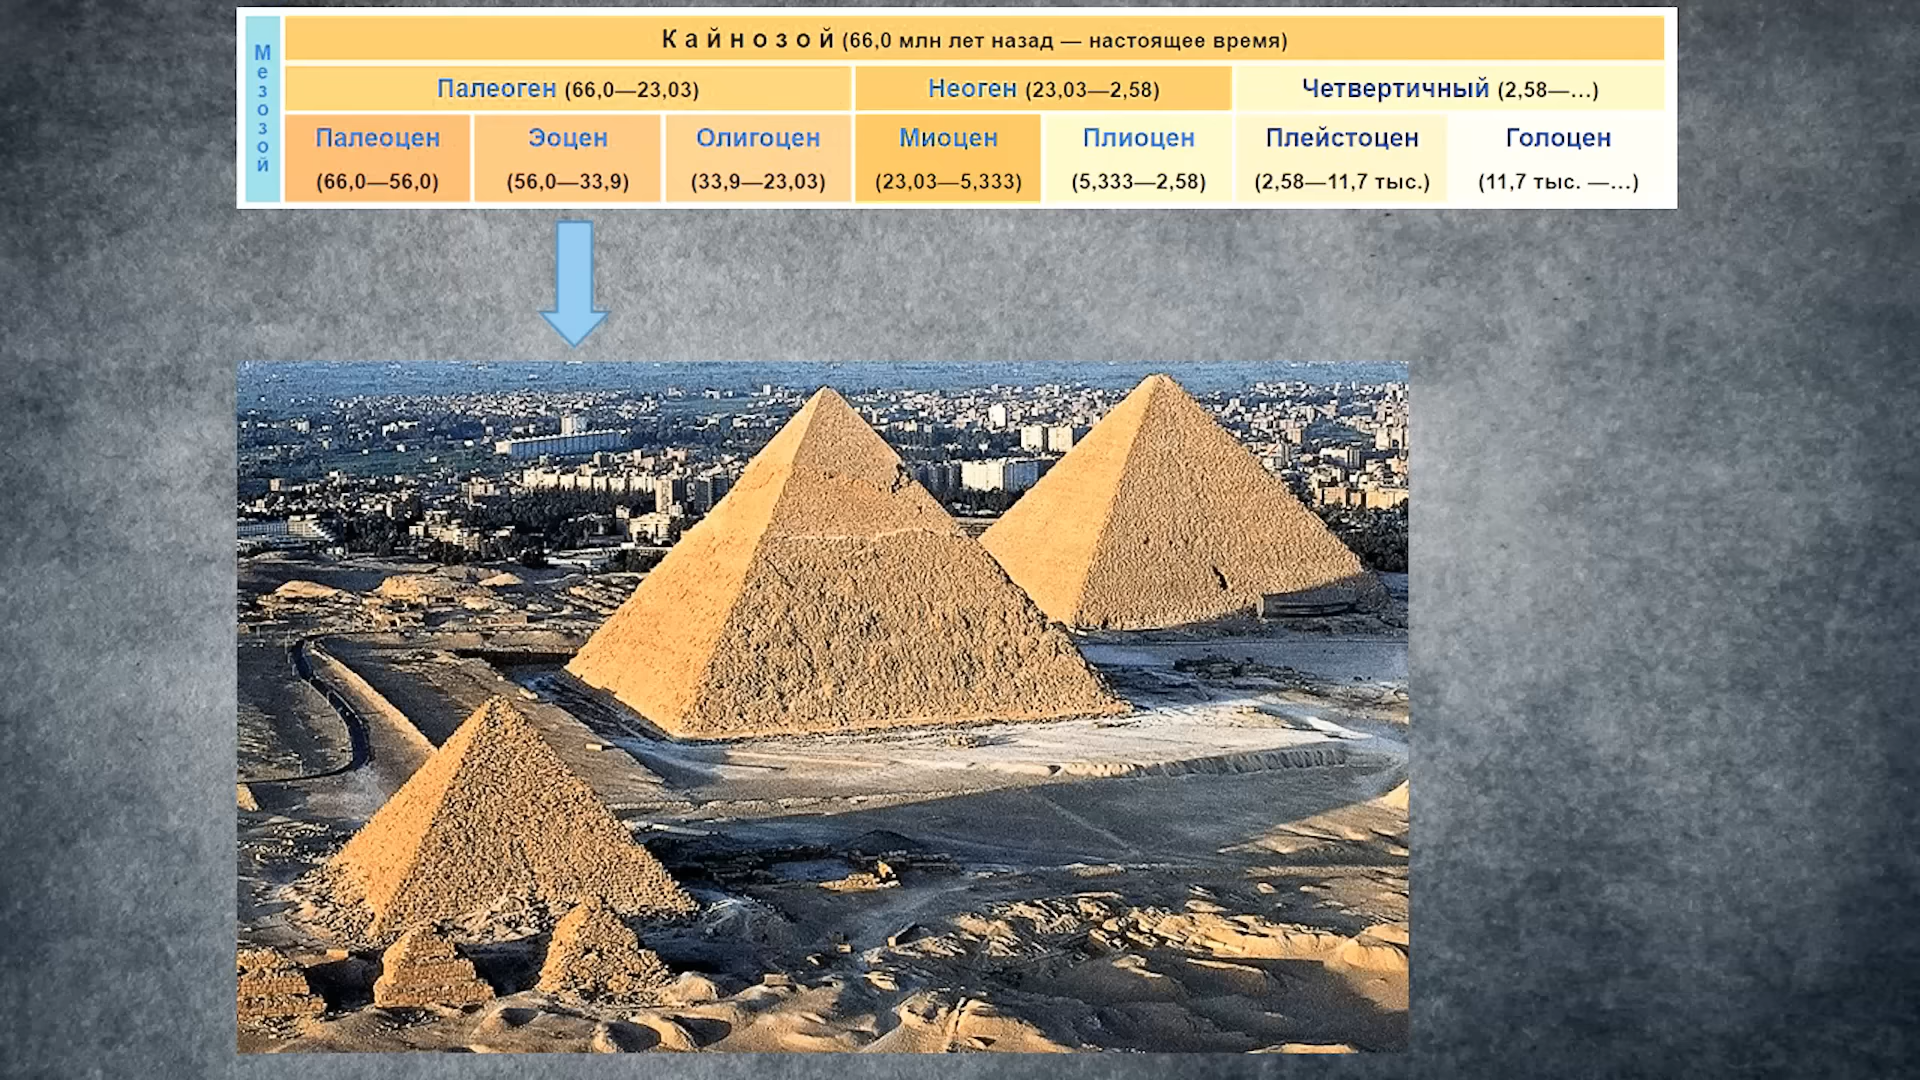 Мезозой
Кайнозой (66,0 млн лет назад — настоящее время)
Палеоген (66,0—23,03) Неоген (23,03—2,58) Четвертичный (2,58—...)
Палеоцен Эоцен Олигоцен Миоцен Плиоцен Плейстоцен Голоцен
(66,0—56,0) (56,0—33,9) (33,9—23,03) (23,03—5,333) (5,333—2,58) (2,58—11,7 тыс.) (11,7 тыс. —...)